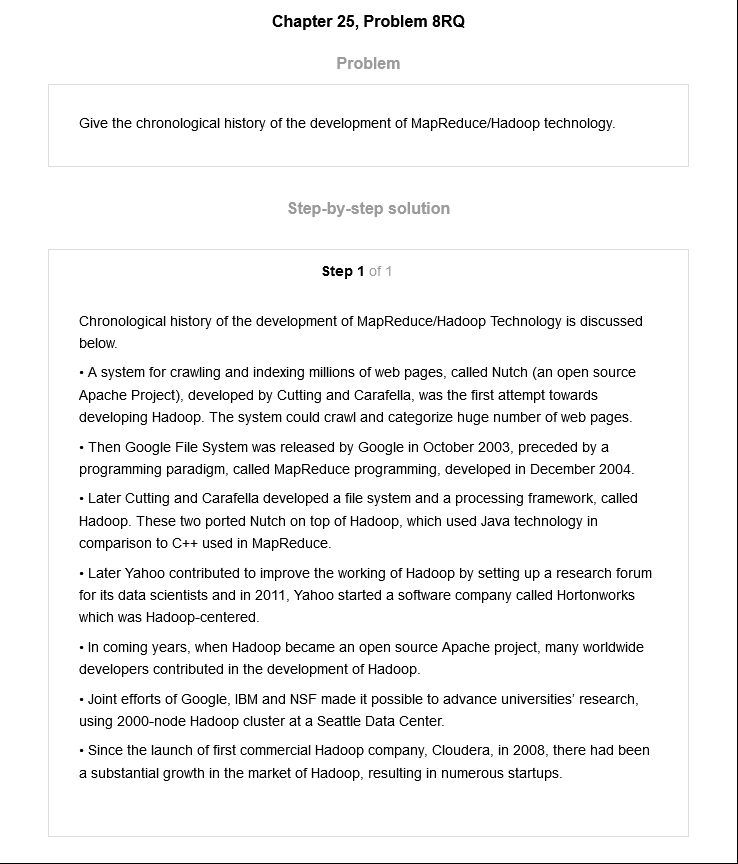 Chapter 25, Problem 8RQ
Problem
Give the chronological history of the development of MapReduce/Hadoop technology.
Step-by-step solution
Step 1 of 1
Chronological history of the development of MapReduce/Hadoop Technology is discussed
below.
• A system for crawling and indexing millions of web pages, called Nutch (an open source
Apache Project), developed by Cutting and Carafella, was the first attempt towards
developing Hadoop. The system could crawl and categorize huge number of web pages.
• Then Google File System was released by Google in October 2003, preceded by a
programming paradigm, called MapReduce programming, developed in December 2004.
• Later Cutting and Carafella developed a file system and a processing framework, called
Hadoop. These two ported Nutch on top of Hadoop, which used Java technology in
comparison to C++ used in MapReduce.
• Later Yahoo contributed to improve the working of Hadoop by setting up a research forum
for its data scientists and in 2011, Yahoo started a software company called Hortonworks
which was Hadoop-centered.
• In coming years, when Hadoop became an open source Apache project, many worldwide
developers contributed in the development of Hadoop.
• Joint efforts of Google, IBM and NSF made it possible to advance universities’ research,
using 2000-node Hadoop cluster at a Seattle Data Center.
• Since the launch of first commercial Hadoop company, Cloudera, in 2008, there had been
a substantial growth in the market of Hadoop, resulting in numerous startups.